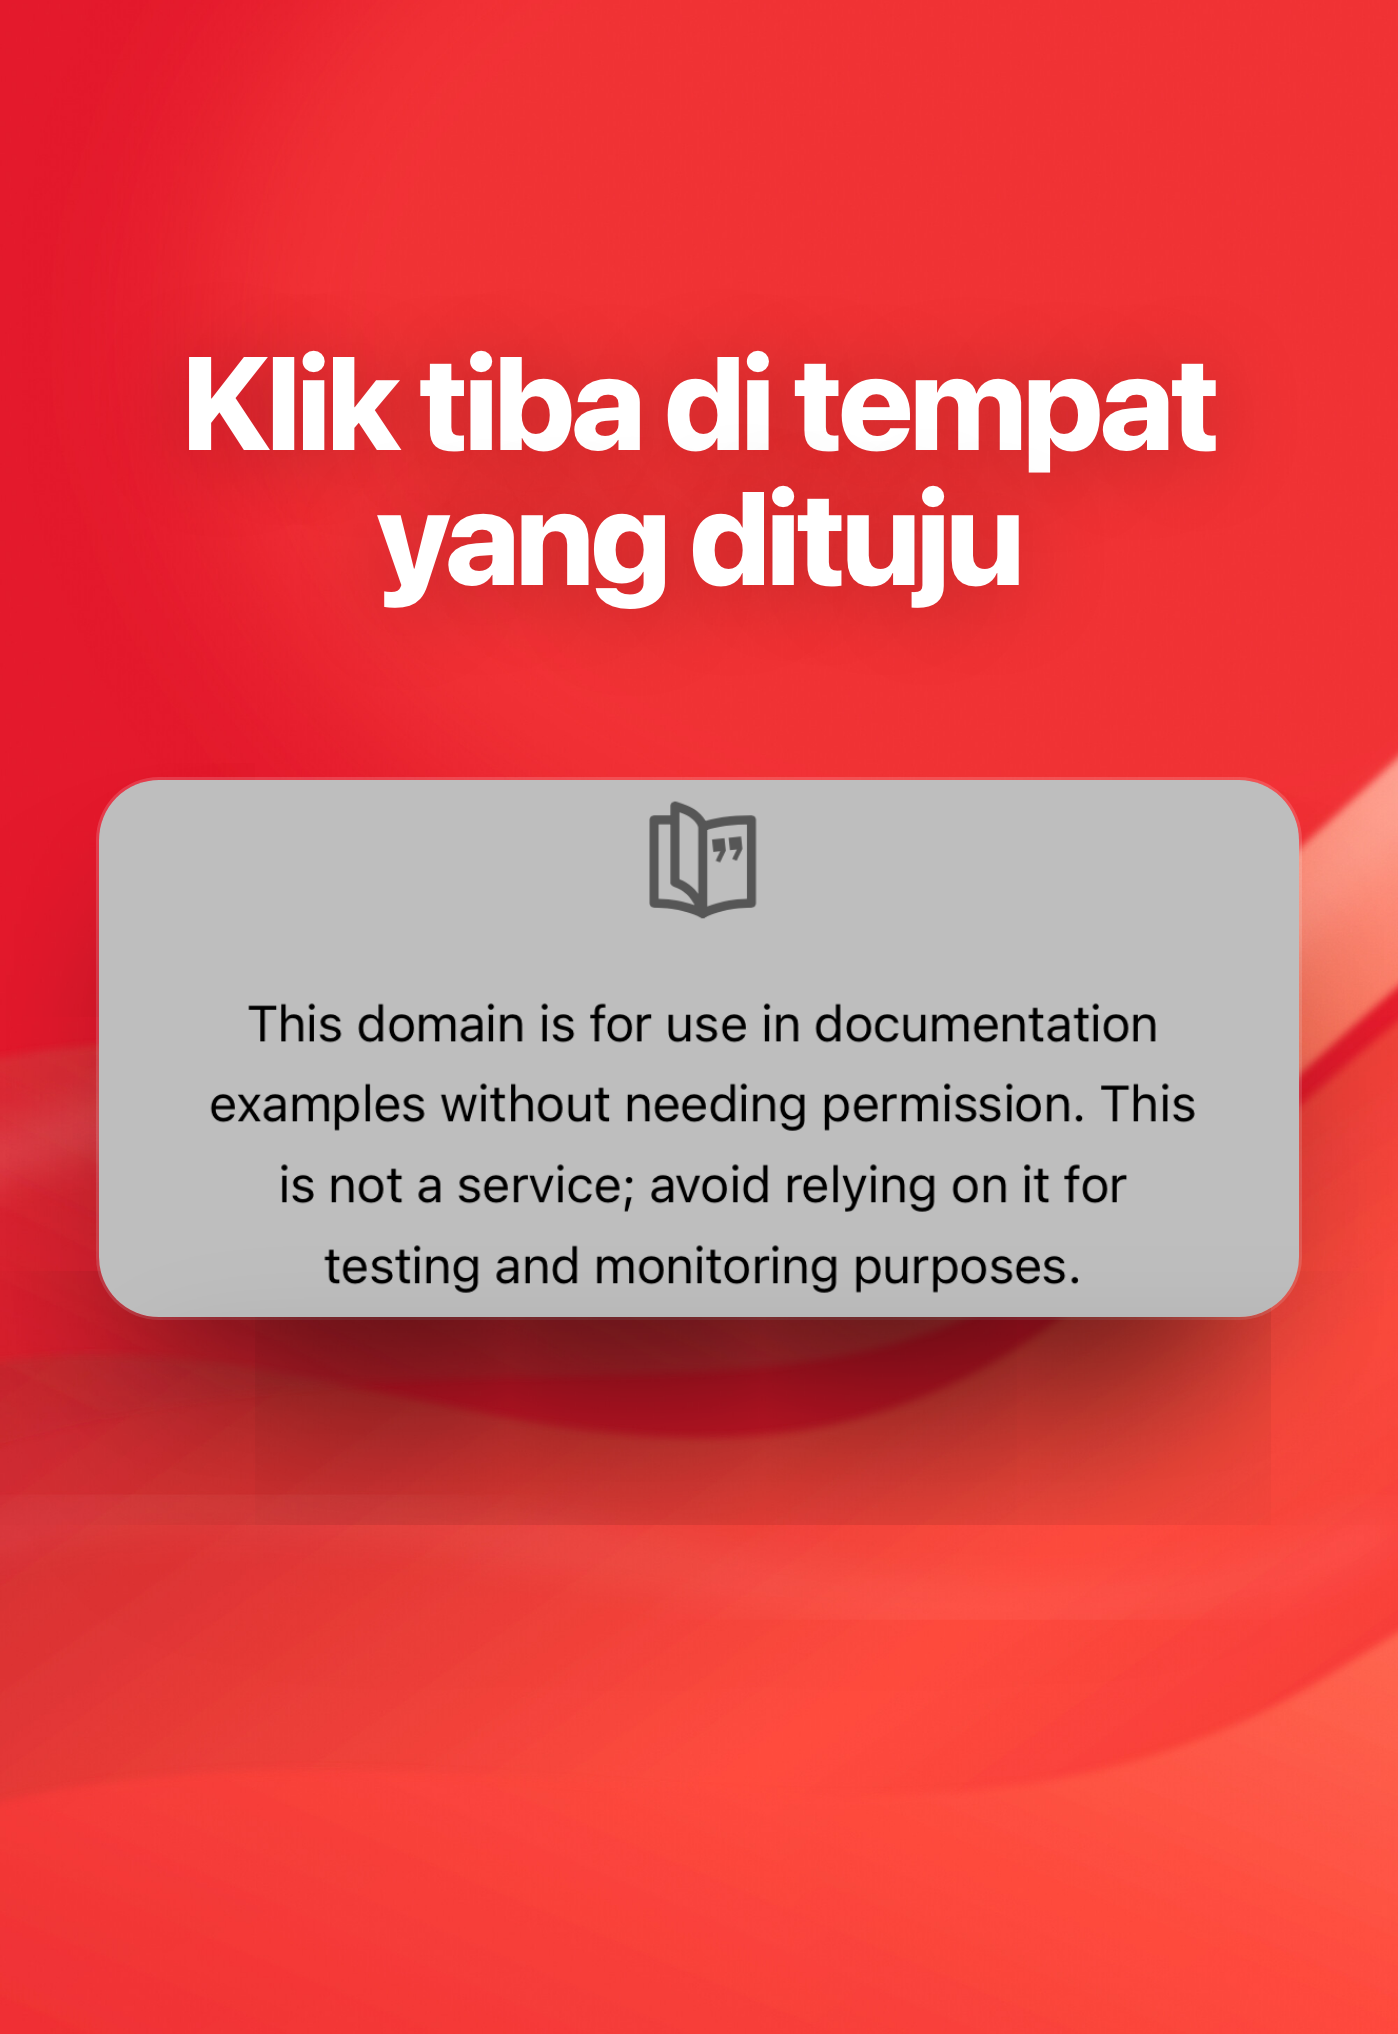 Klik tiba di tempat
yang dituju
This domain is for use in documentation
examples without needing permission. This
is not a service; avoid relying on it for
testing and monitoring purposes.